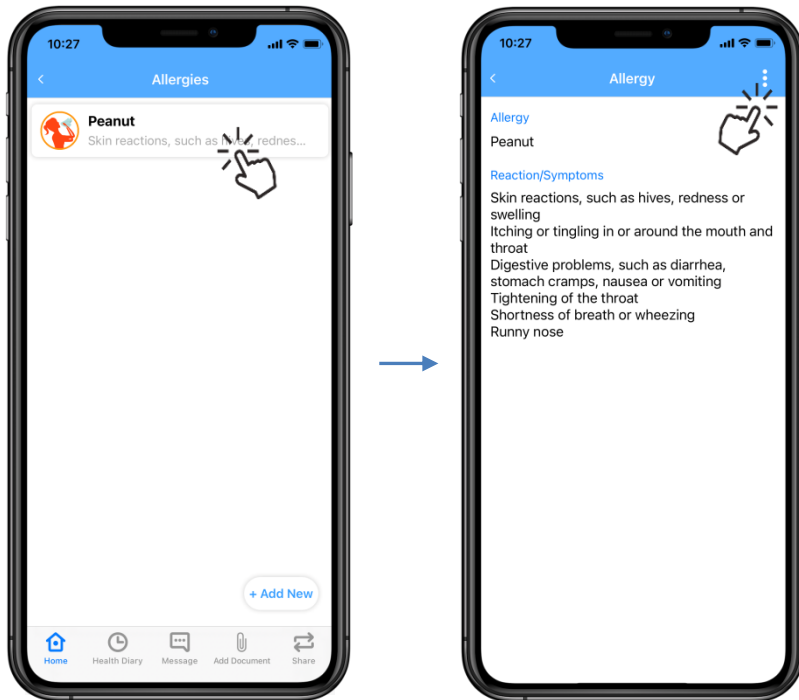 10:27
Allergies
Peanut
Skin reactions, such as hives, rednes...
+ Add New
Home
Health Diary
Message
Add Document
Share
10:27
Allergy
Allergy
Peanut
Reaction/Symptoms
Skin reactions, such as hives, redness or
swelling
Itching or tingling in or around the mouth and
throat
Digestive problems, such as diarrhea,
stomach cramps, nausea or vomiting
Tightening of the throat
Shortness of breath or wheezing
Runny nose